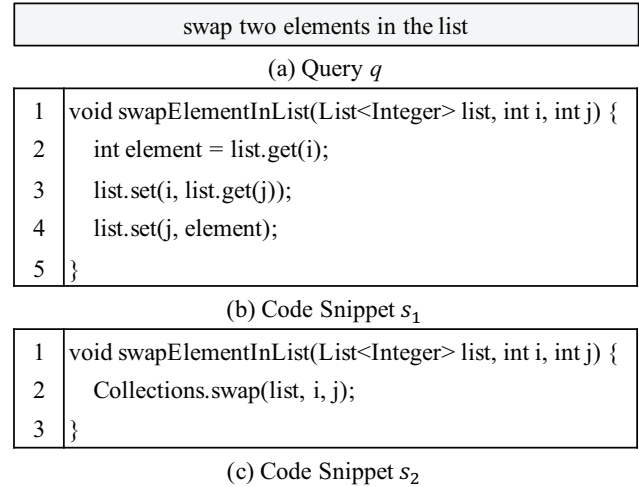 swap two elements in the list
(a) Query q
1 void swapElementInList(List<Integer> list, int i, int j) {
2 int element = list.get(i);
3 list.set(i, list.get(j));
4 list.set(j, element);
5 }
(b) Code Snippet s₁
1 void swapElementInList(List<Integer> list, int i, int j) {
2 Collections.swap(list, i, j);
3 }
(c) Code Snippet s₂